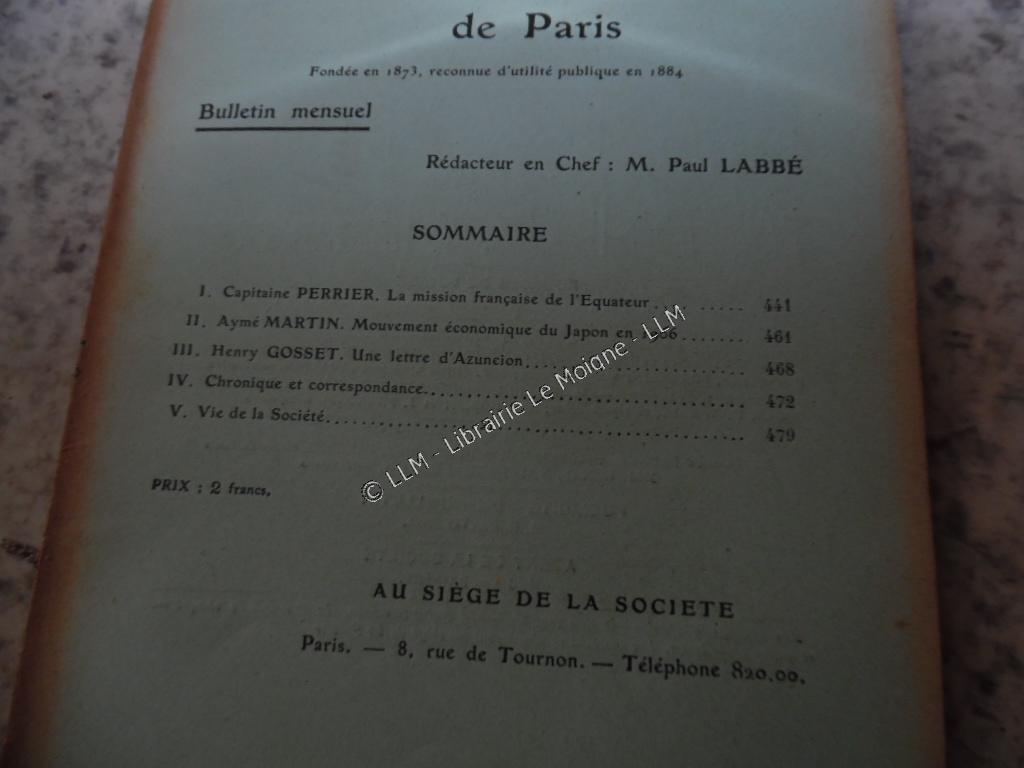 de Paris
Fondée en 1873, reconnue d'utilité publique en 1884
Bulletin mensuel
Rédacteur en Chef : M. Paul LABBÉ
SOMMAIRE
I. Capitaine PERRIER. La mission française de l'Equateur .... ....... 441
II. Aymé MARTIN. Mouvement économique du Japon en ........ 461
III. Henry GOSSET. Une lettre d'Azuncion................................ 468
IV. Chronique et correspondance................................................ 472
V. Vie de la Société................................................................ 479
PRIX : 2 francs.
© LLM - Librairie Le Moigne - LLM
AU SIÈGE DE LA SOCIETE
Paris. — 8, rue de Tournon. — Téléphone 820.00.